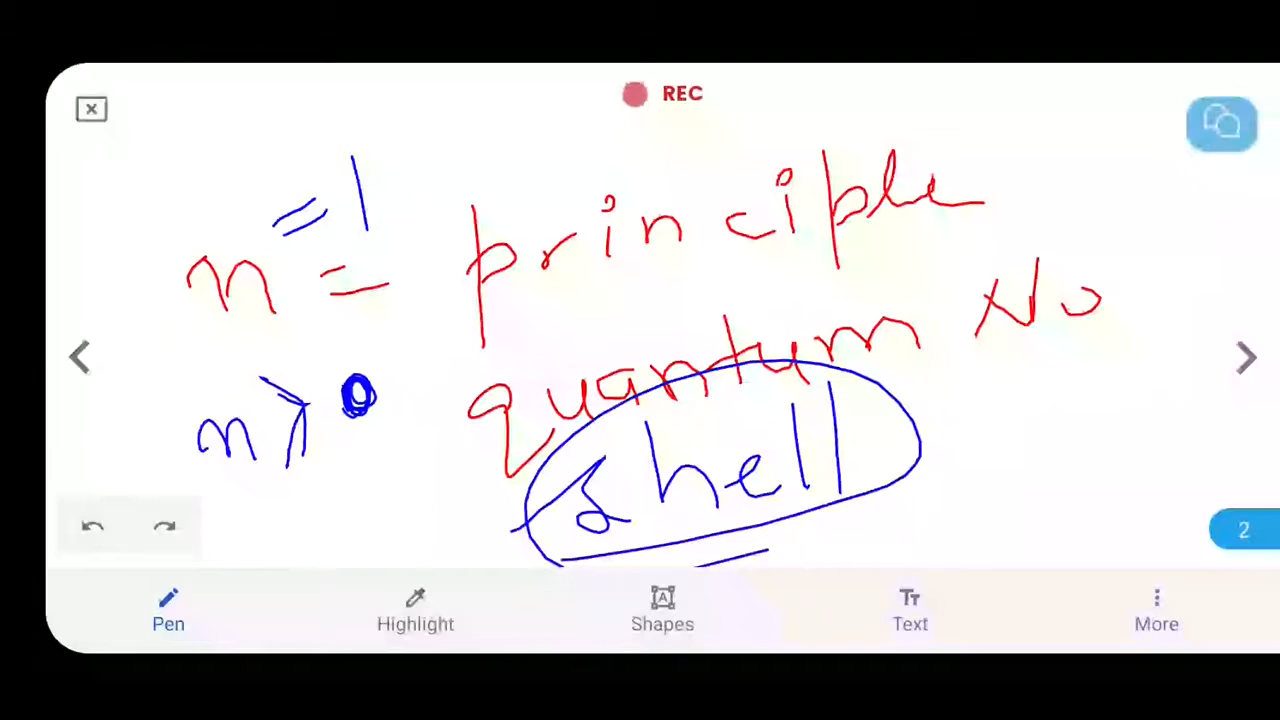 REC
= 1
n = principle
quantum No
n > 0
shell
2
Pen
Highlight
Shapes
Text
More